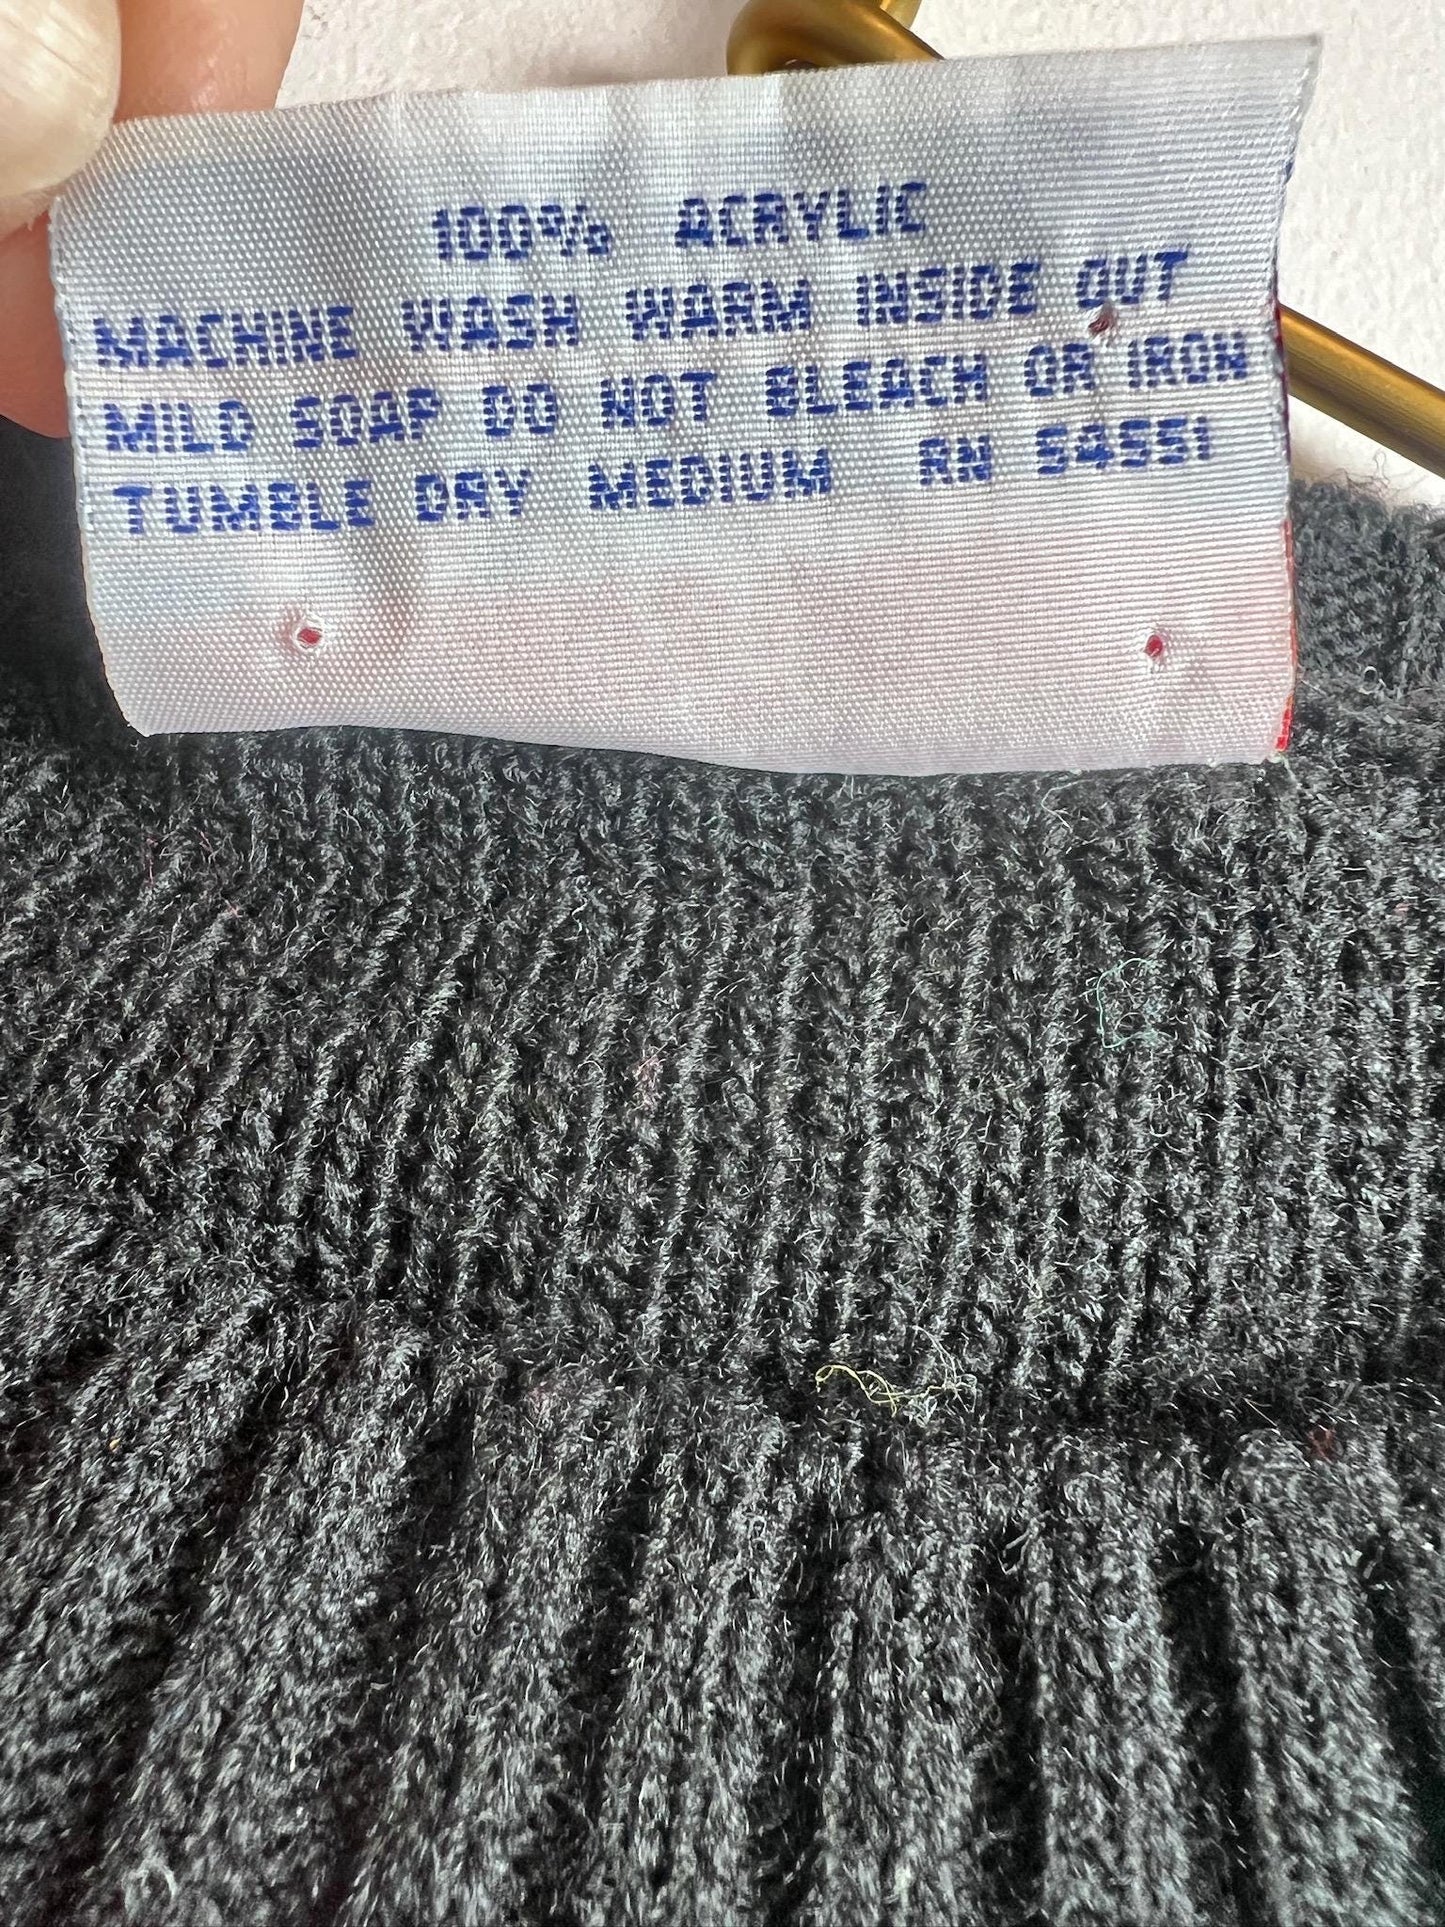 100% ACRYLIC
MACHINE WASH WARM INSIDE OUT
MILD SOAP DO NOT BLEACH OR IRON
TUMBLE DRY MEDIUM RN 54551